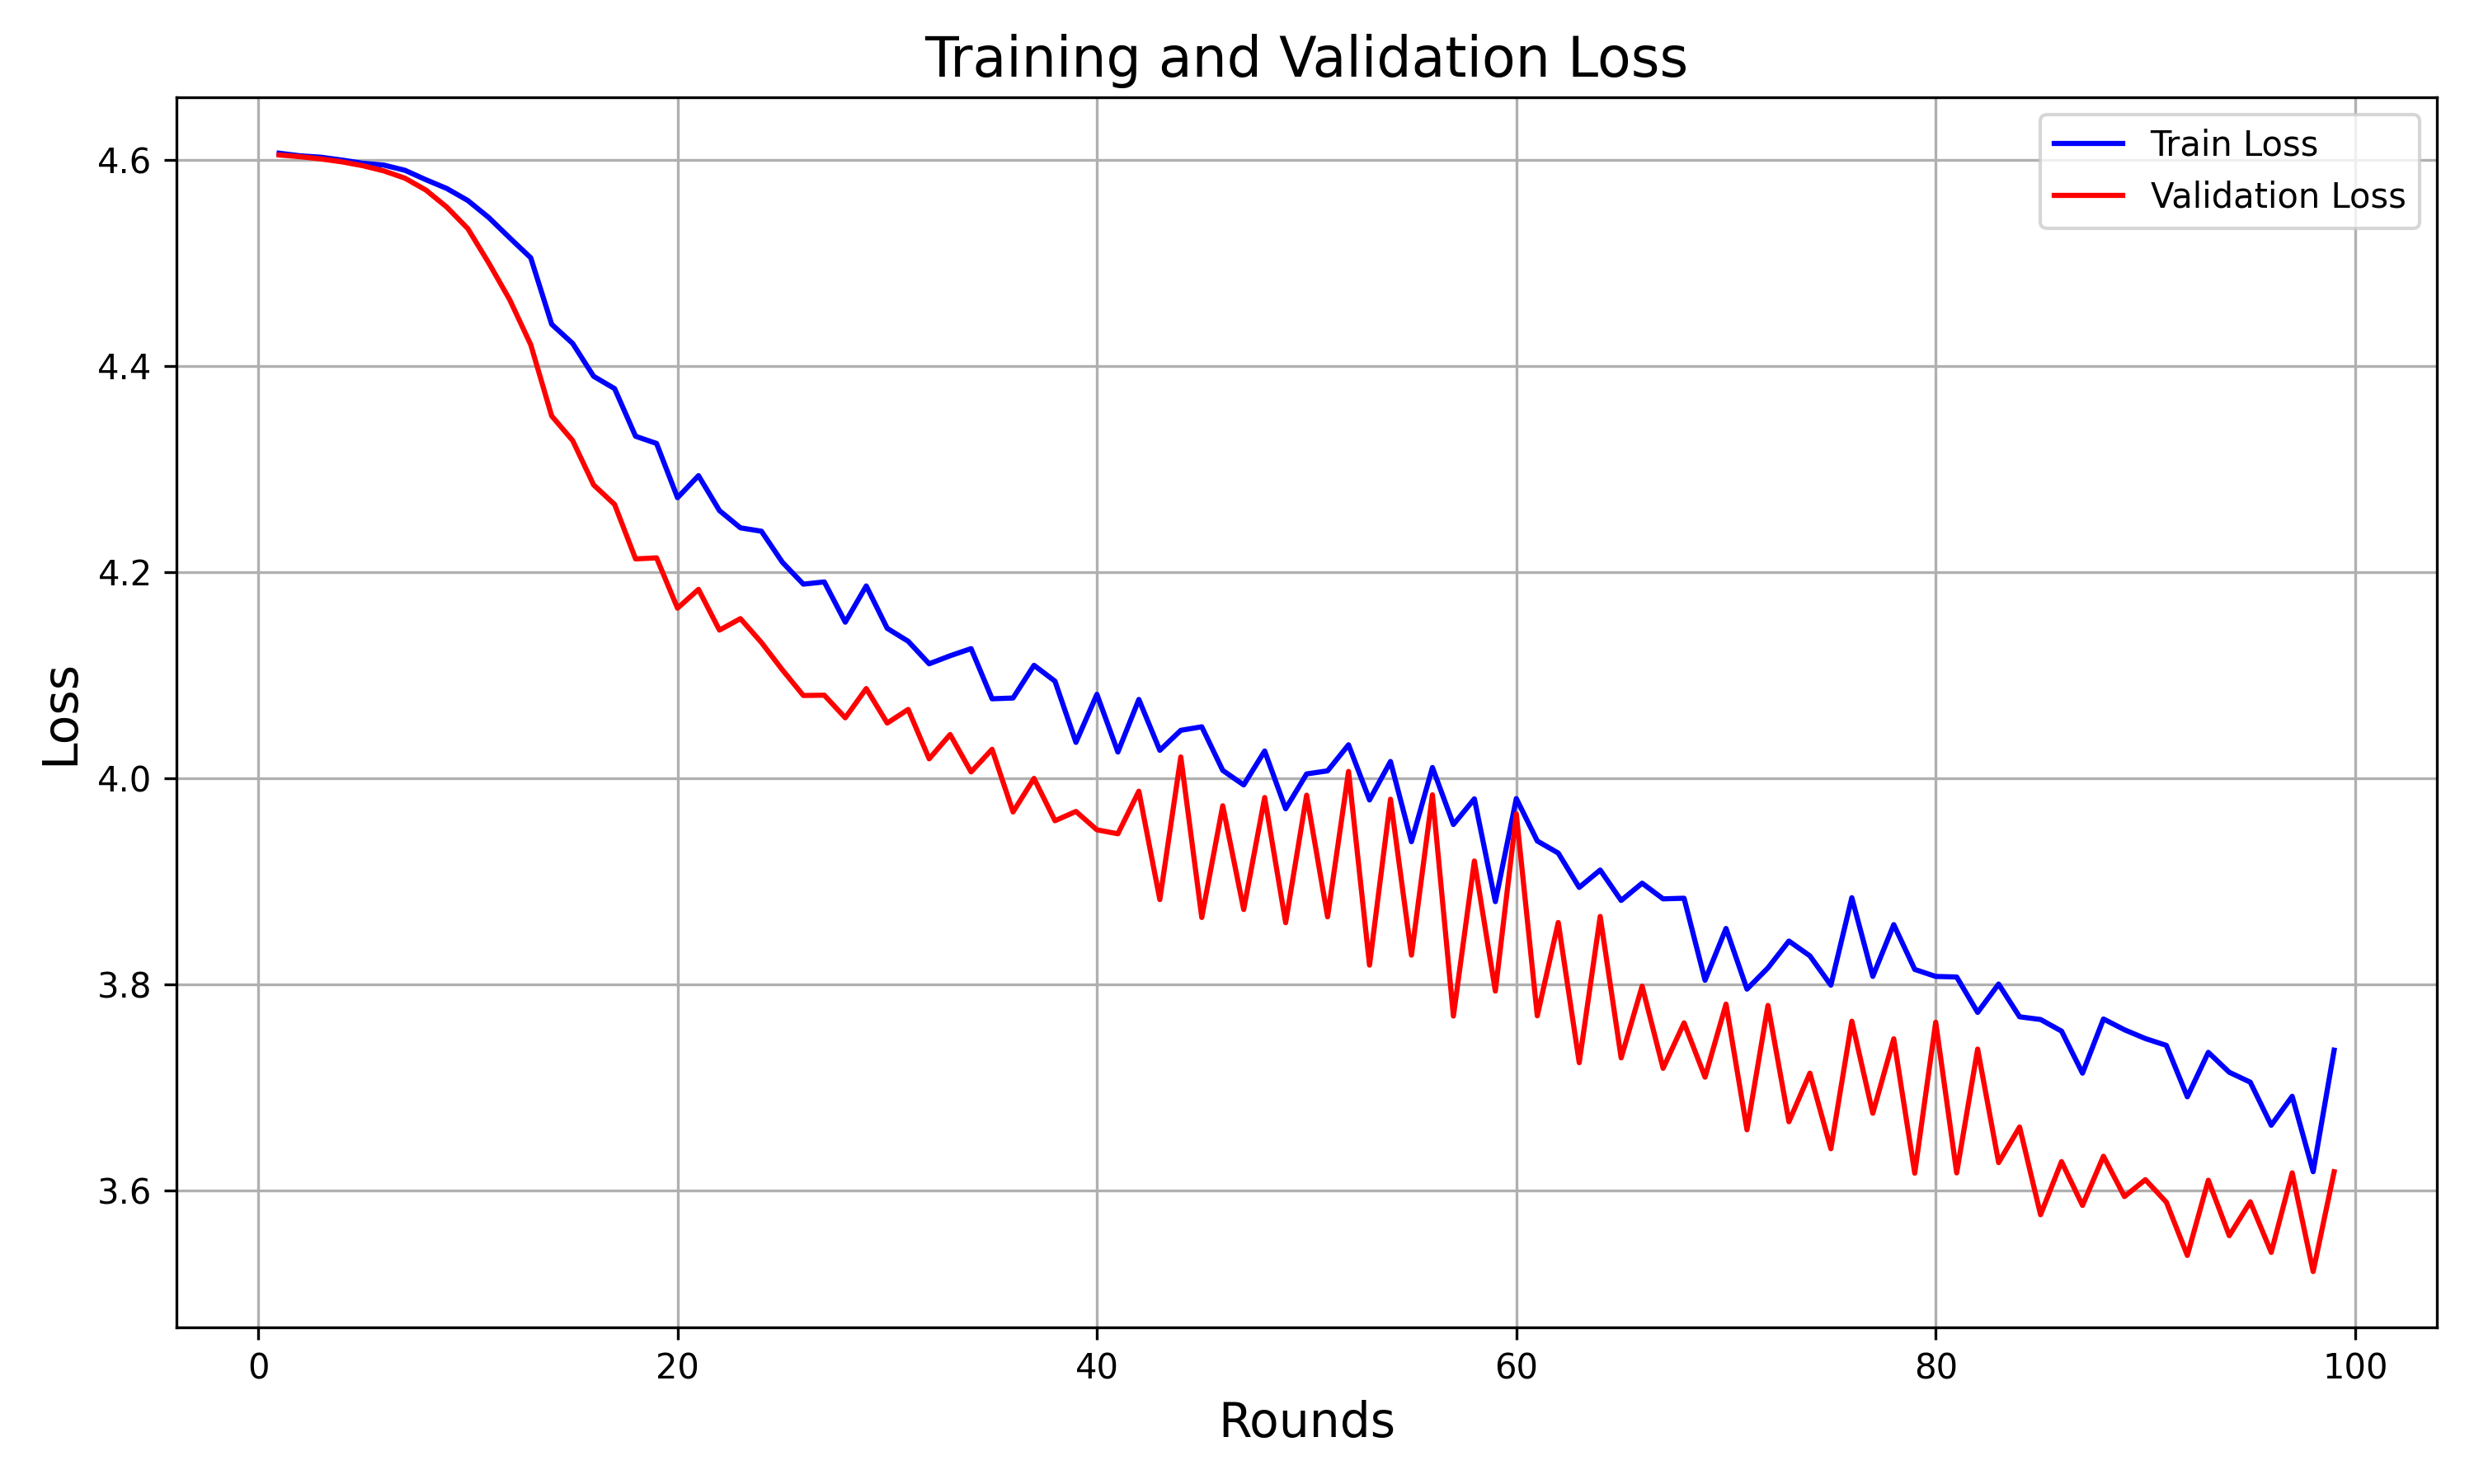 Training and Validation Loss
Train Loss
Validation Loss
4.6
4.4
4.2
4.0
3.8
3.6
Loss
0 20 40 60 80 100
Rounds